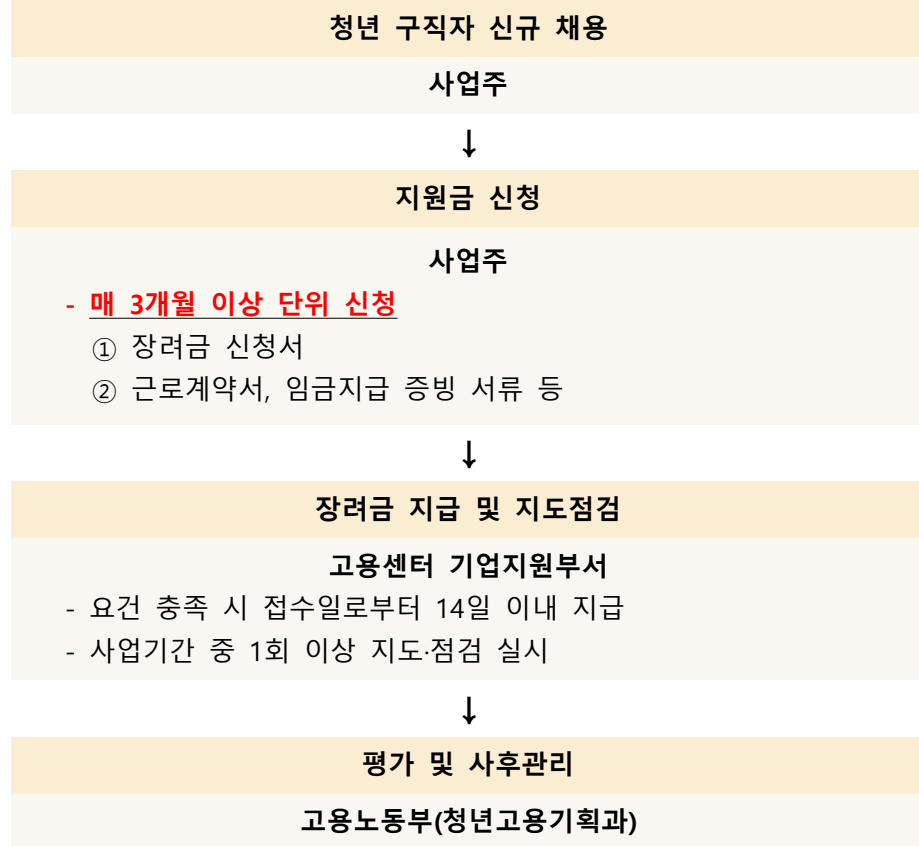 청년 구직자 신규 채용
사업주
↓
지원금 신청
사업주
- 매 3개월 이상 단위 신청
① 장려금 신청서
② 근로계약서, 임금지급 증빙 서류 등
↓
장려금 지급 및 지도점검
고용센터 기업지원부서
- 요건 충족 시 접수일로부터 14일 이내 지급
- 사업기간 중 1회 이상 지도·점검 실시
↓
평가 및 사후관리
고용노동부(청년고용기획과)